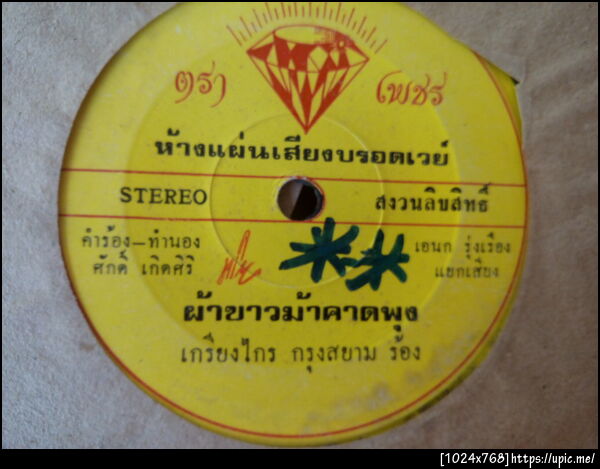 ตรา เพชร
ห้างแผ่นเสียงบรอดเวย์
STEREO
สงวนลิขสิทธิ์
คำร้อง-ทำนอง
ศักดิ์ เกิดศิริ
เอนก รุ่งเรือง
แยกเสียง
ผ้าขาวม้าคาดพุง
เกรียงไกร กรุงสยาม ร้อง
[1024x768]https://upic.me/